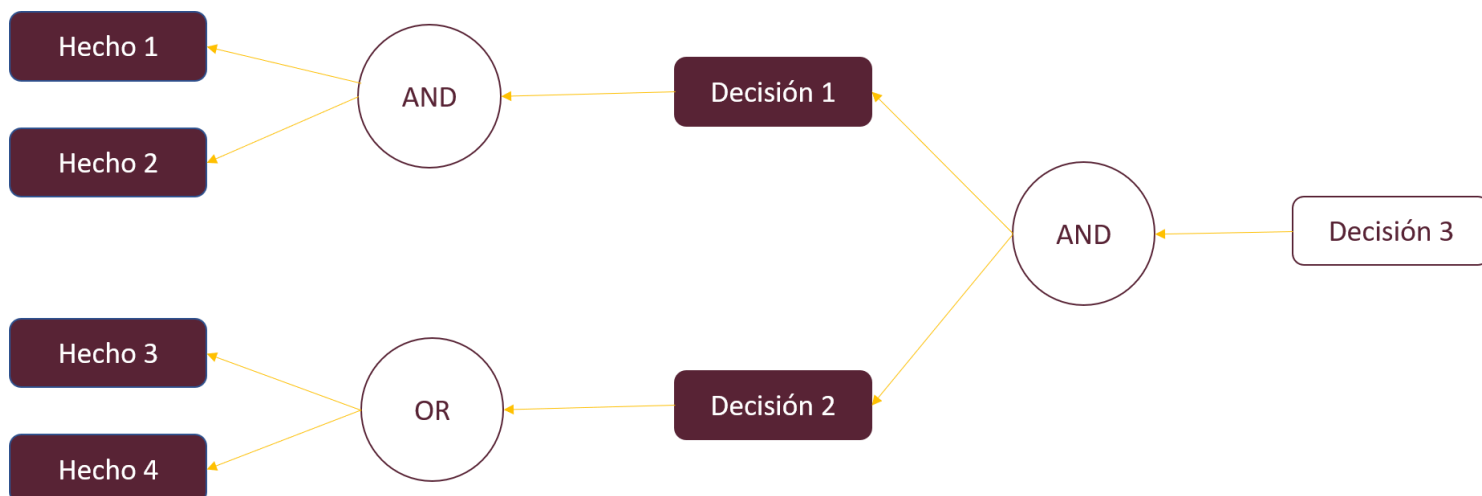 Hecho 1
Hecho 2
AND
Decisión 1
AND
Decisión 3
Hecho 3
Hecho 4
OR
Decisión 2